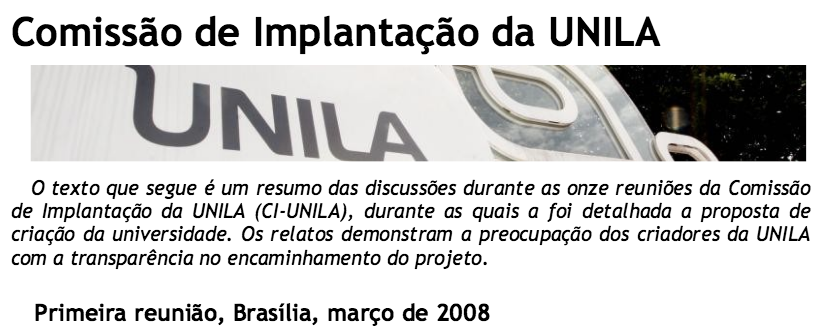 Comissão de Implantação da UNILA
UNILA
O texto que segue é um resumo das discussões durante as onze reuniões da Comissão
de Implantação da UNILA (CI-UNILA), durante as quais a foi detalhada a proposta de
criação da universidade. Os relatos demonstram a preocupação dos criadores da UNILA
com a transparência no encaminhamento do projeto.
Primeira reunião, Brasília, março de 2008